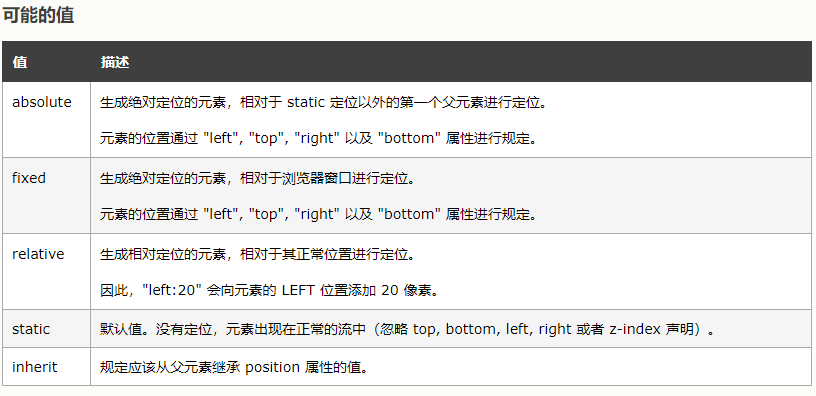 可能的值
值 描述
absolute 生成绝对定位的元素，相对于 static 定位以外的第一个父元素进行定位。
元素的位置通过 "left", "top", "right" 以及 "bottom" 属性进行规定。
fixed 生成绝对定位的元素，相对于浏览器窗口进行定位。
元素的位置通过 "left", "top", "right" 以及 "bottom" 属性进行规定。
relative 生成相对定位的元素，相对于其正常位置进行定位。
因此，"left:20" 会向元素的 LEFT 位置添加 20 像素。
static 默认值。没有定位，元素出现在正常的流中（忽略 top, bottom, left, right 或者 z-index 声明）。
inherit 规定应该从父元素继承 position 属性的值。